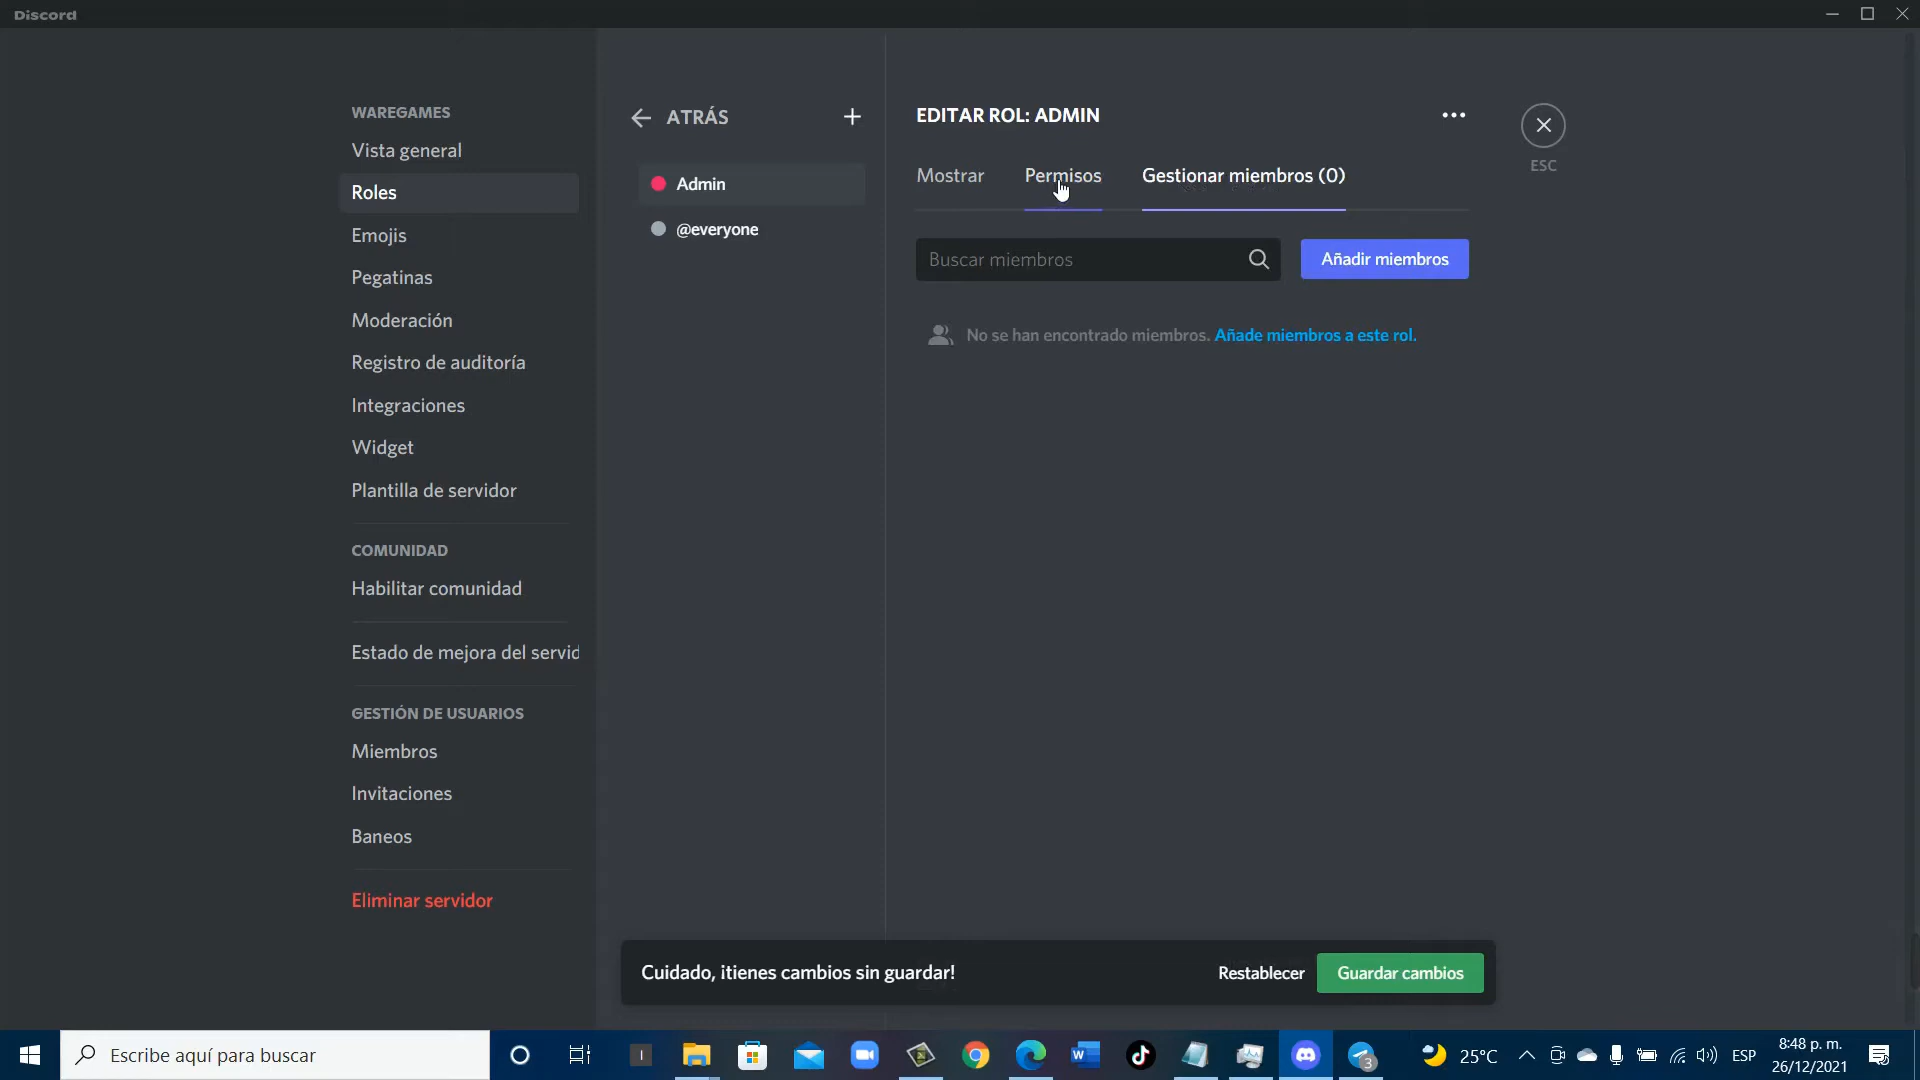 Discord
WAREGAMES
Vista general
Roles
Emojis
Pegatinas
Moderación
Registro de auditoría
Integraciones
Widget
Plantilla de servidor
COMUNIDAD
Habilitar comunidad
Estado de mejora del servid
GESTIÓN DE USUARIOS
Miembros
Invitaciones
Baneos
Eliminar servidor
ATRÁS
Admin
@everyone
EDITAR ROL: ADMIN
ESC
Mostrar Permisos Gestionar miembros (0)
Buscar miembros
Añadir miembros
No se han encontrado miembros. Añade miembros a este rol.
Cuidado, ¡tienes cambios sin guardar!
Restablecer
Guardar cambios
Escribe aquí para buscar
3
25°C
ESP
8:48 p. m.
26/12/2021